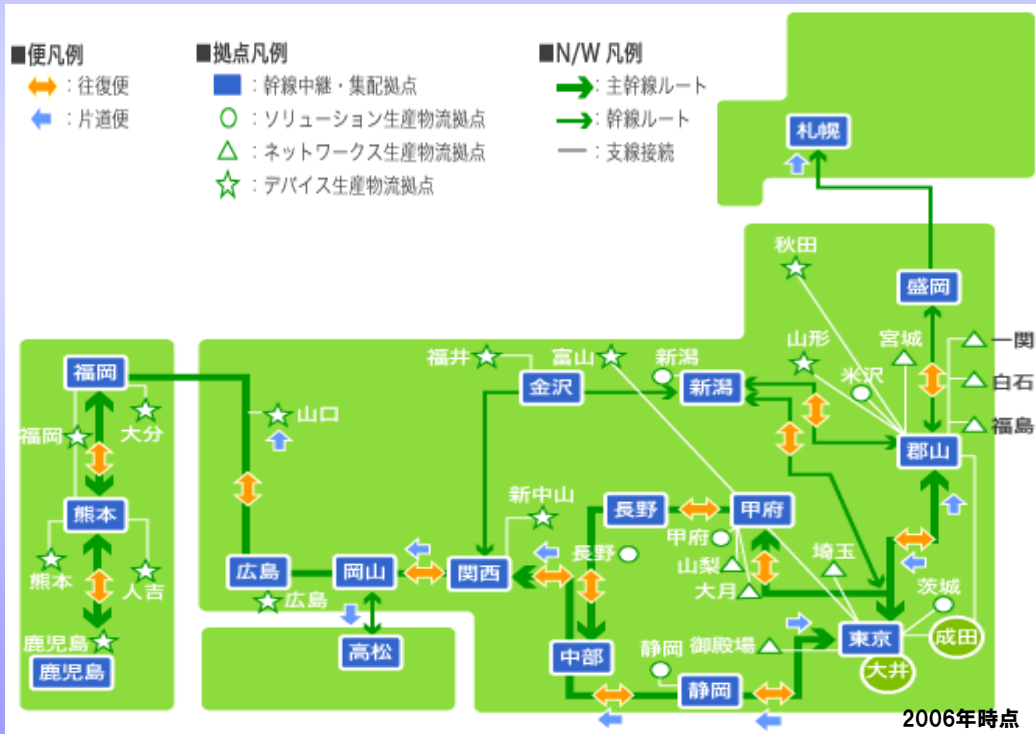 ■便凡例
：往復便
：片道便
■拠点凡例
：幹線中継・集配拠点
：ソリューション生産物流拠点
：ネットワークス生産物流拠点
：デバイス生産物流拠点
■N/W 凡例
：主幹線ルート
：幹線ルート
：支線接続
札幌
秋田
盛岡
山形
宮城
一関
米沢
白石
福島
郡山
福井
富山
新潟
金沢
新潟
福岡
大分
福岡
山口
熊本
熊本
人吉
鹿児島
鹿児島
新中山
長野
甲府
長野
甲府
山梨
大月
埼玉
茨城
広島
広島
岡山
関西
高松
中部
静岡
御殿場
静岡
東京
成田
大井
2006年時点